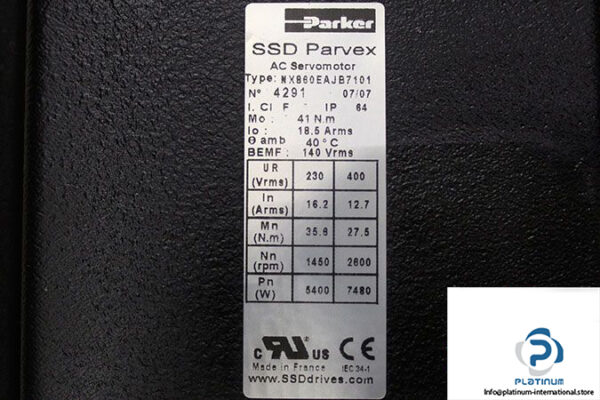 Parker
SSD Parvex
AC Servomotor
Type: NX860EAJB7101
N° 4291 07/07
I. Cl F IP 64
Mo : 41 N.m
Io : 18.5 Arms
Θ amb 40°C
BEMF : 140 Vrms
UR (Vrms) 230 400
In (Arms) 16.2 12.7
Mn (N.m) 35.6 27.5
Nn (rpm) 1450 2600
Pn (W) 5400 7480
C RU US CE
Made in France IEC 34-1
www.SSDdrives.com
PLATINUM
Info@platinum-international.store